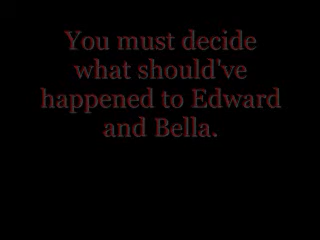 You must decide
what should've
happened to Edward
and Bella.